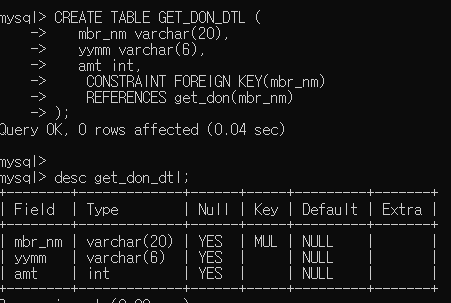 mysql> CREATE TABLE GET_DON_DTL (
    ->    mbr_nm varchar(20),
    ->    yymm varchar(6),
    ->    amt int,
    ->     CONSTRAINT FOREIGN KEY(mbr_nm)
    ->     REFERENCES get_don(mbr_nm)
    -> );
Query OK, 0 rows affected (0.04 sec)
mysql>
mysql> desc get_don_dtl;
+--------+-------------+------+-----+---------+-------+
| Field  | Type        | Null | Key | Default | Extra |
+--------+-------------+------+-----+---------+-------+
| mbr_nm | varchar(20) | YES  | MUL | NULL    |       |
| yymm   | varchar(6)  | YES  |     | NULL    |       |
| amt    | int         | YES  |     | NULL    |       |
+--------+-------------+------+-----+---------+-------+